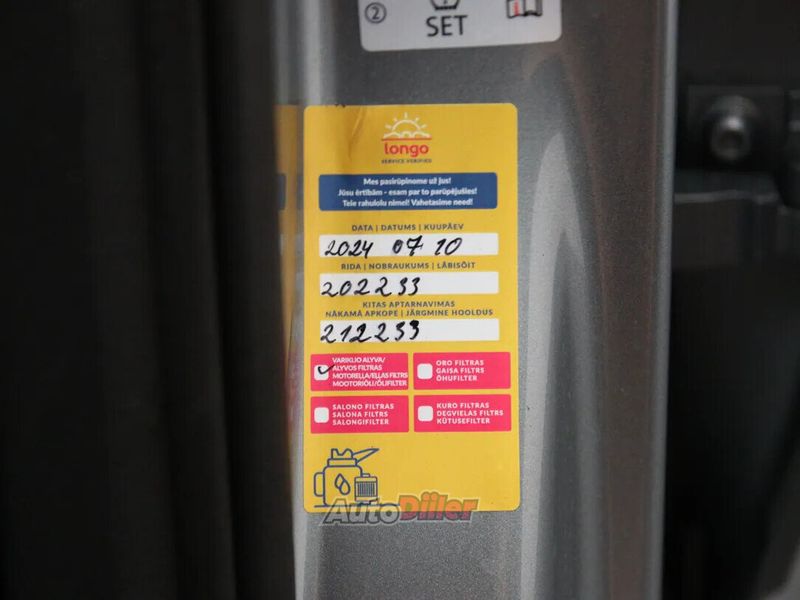 ②
SET
longo
SERVICE VERIFIED
Mes pasirūpinome už jus!
Jūsu ērtībām - esam par to parūpējušies!
Teie rahulolu nimel! Vahetasime need!
DATA | DATUMS | KUUPÄEV
2024 07 10
RIDA | NOBRAUKUMS | LÄBISÕIT
202233
KITAS APTARNAVIMAS
NĀKAMĀ APKOPE | JÄRGMINE HOOLDUS
212233
VARIKLIO ALYVA/
ALYVOS FILTRAS
MOTOREĻĻA/EĻĻAS FILTRS
MOOTORIÕLI/ÕLIFILTER
ORO FILTRAS
GAISA FILTRS
ÕHUFILTER
SALONO FILTRAS
SALONA FILTRS
SALONGIFILTER
KURO FILTRAS
DEGVIELAS FILTRS
KÜTUSEFILTER
AutoDiiler